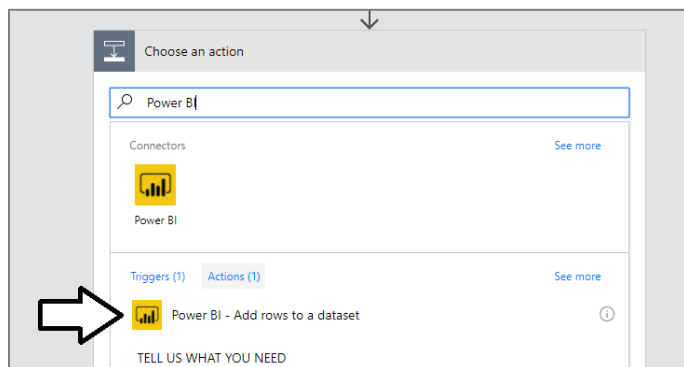 Choose an action
Power BI
Connectors See more
Power BI
Triggers (1) Actions (1) See more
Power BI - Add rows to a dataset
TELL US WHAT YOU NEED